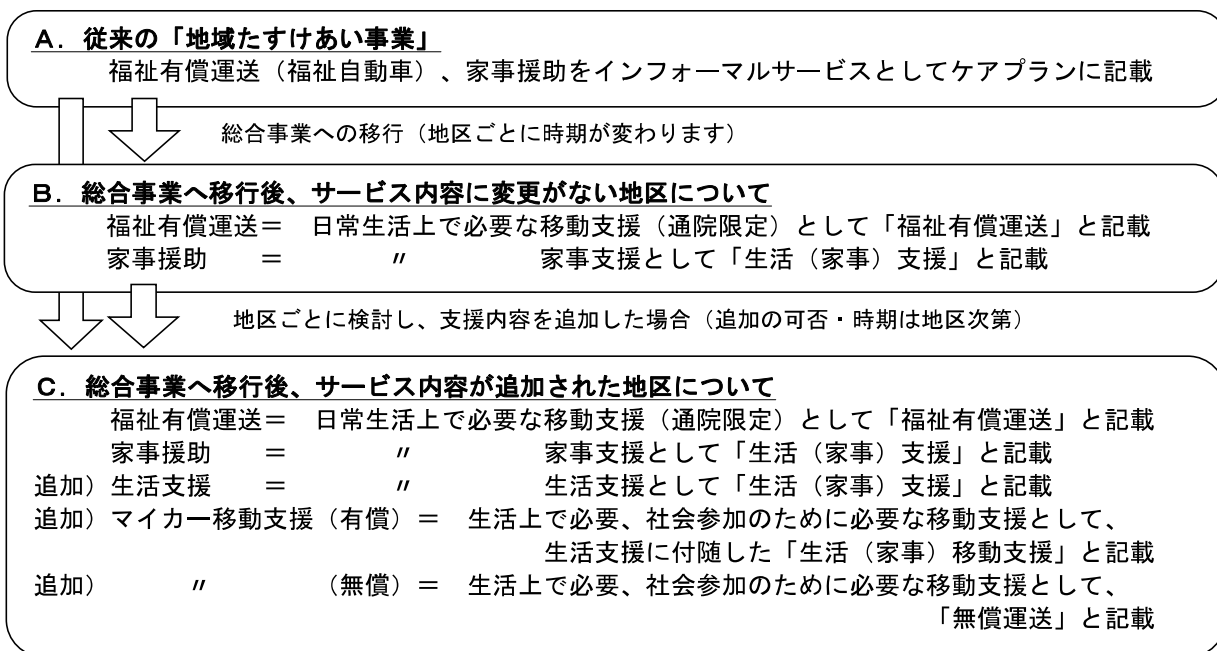 A．従来の「地域たすけあい事業」
福祉有償運送（福祉自動車）、家事援助をインフォーマルサービスとしてケアプランに記載
総合事業への移行（地区ごとに時期が変わります）
B．総合事業へ移行後、サービス内容に変更がない地区について
福祉有償運送＝　日常生活上で必要な移動支援（通院限定）として「福祉有償運送」と記載
家事援助　　＝　　　　〃　　　　　家事支援として「生活（家事）支援」と記載
地区ごとに検討し、支援内容を追加した場合（追加の可否・時期は地区次第）
C．総合事業へ移行後、サービス内容が追加された地区について
福祉有償運送＝　日常生活上で必要な移動支援（通院限定）として「福祉有償運送」と記載
家事援助　　＝　　　　〃　　　　　家事支援として「生活（家事）支援」と記載
追加）生活支援　　＝　　　　〃　　　　　生活支援として「生活（家事）支援」と記載
追加）マイカー移動支援（有償）＝　生活上で必要、社会参加のために必要な移動支援として、
生活支援に付随した「生活（家事）移動支援」と記載
追加）　　　〃　　　　（無償）＝　生活上で必要、社会参加のために必要な移動支援として、
「無償運送」と記載